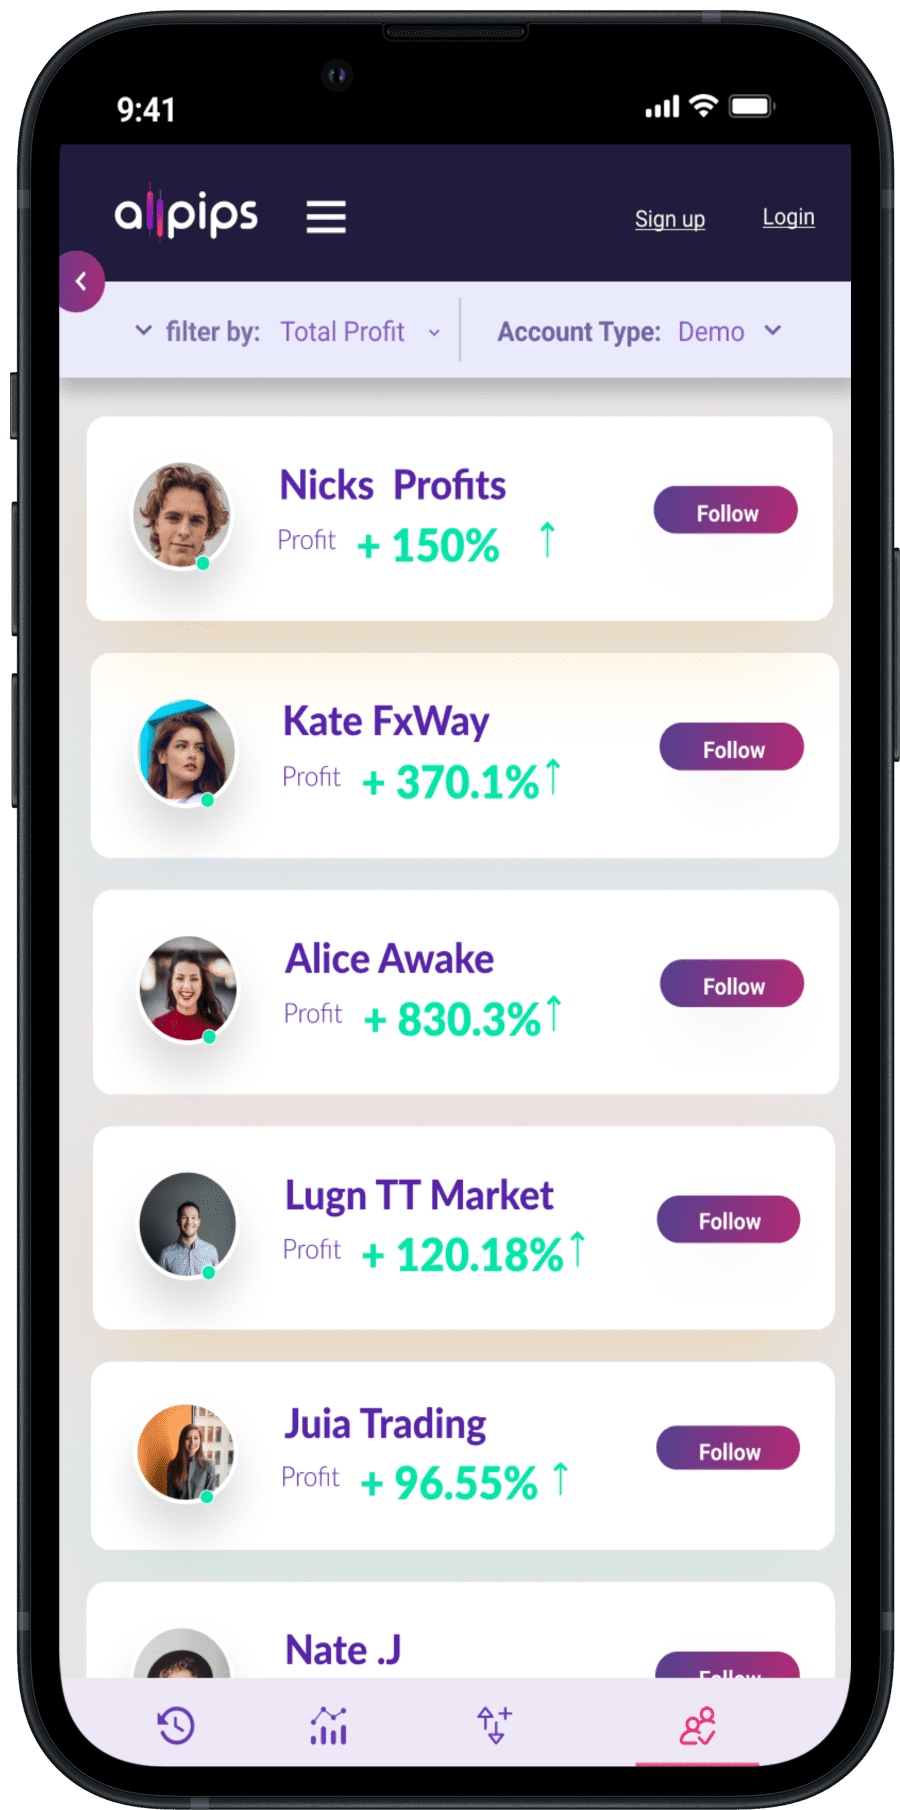 9:41
allpips
Sign up
Login
filter by: Total Profit
Account Type: Demo
Nicks Profits
Profit + 150%
Follow
Kate FxWay
Profit + 370.1%
Follow
Alice Awake
Profit + 830.3%
Follow
Lugn TT Market
Profit + 120.18%
Follow
Juia Trading
Profit + 96.55%
Follow
Nate .J
Follow